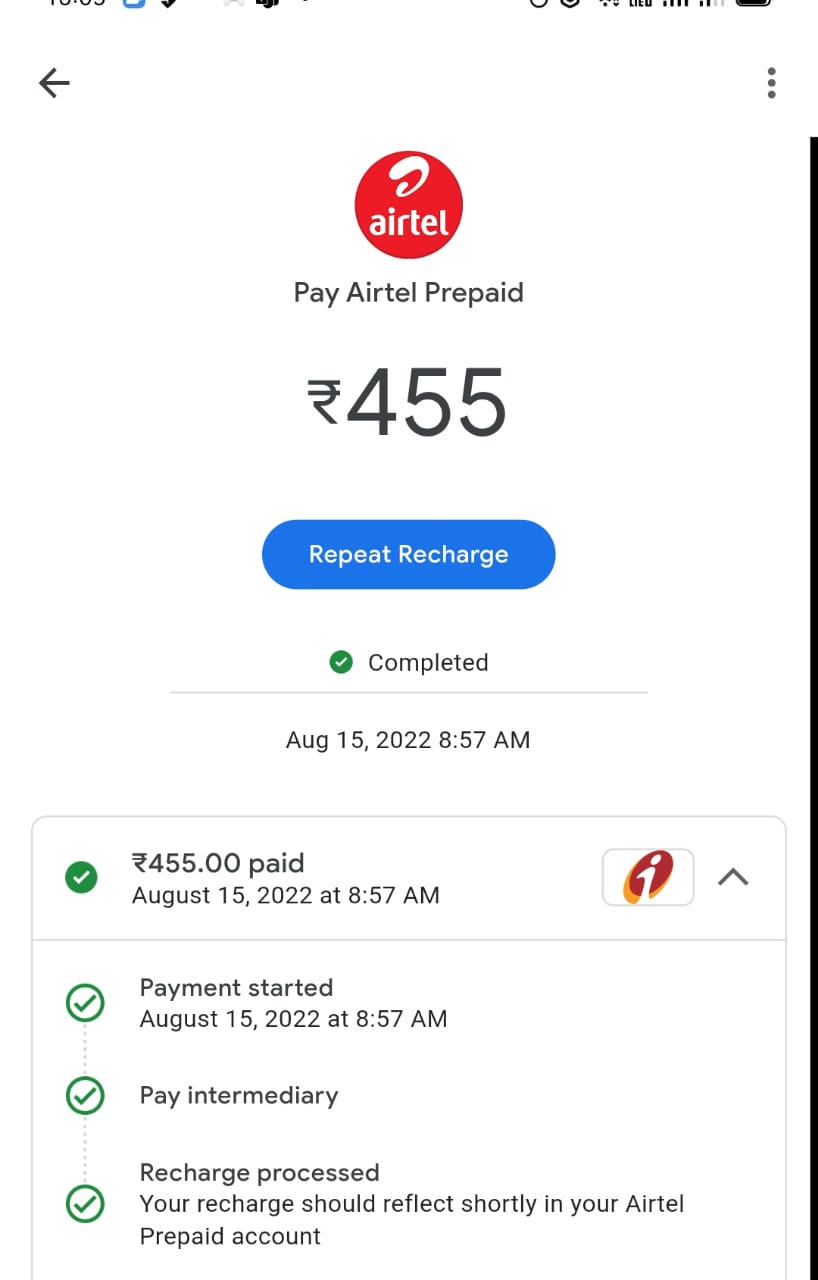 airtel
Pay Airtel Prepaid
₹455
Repeat Recharge
Completed
Aug 15, 2022 8:57 AM
₹455.00 paid
August 15, 2022 at 8:57 AM
Payment started
August 15, 2022 at 8:57 AM
Pay intermediary
Recharge processed
Your recharge should reflect shortly in your Airtel
Prepaid account